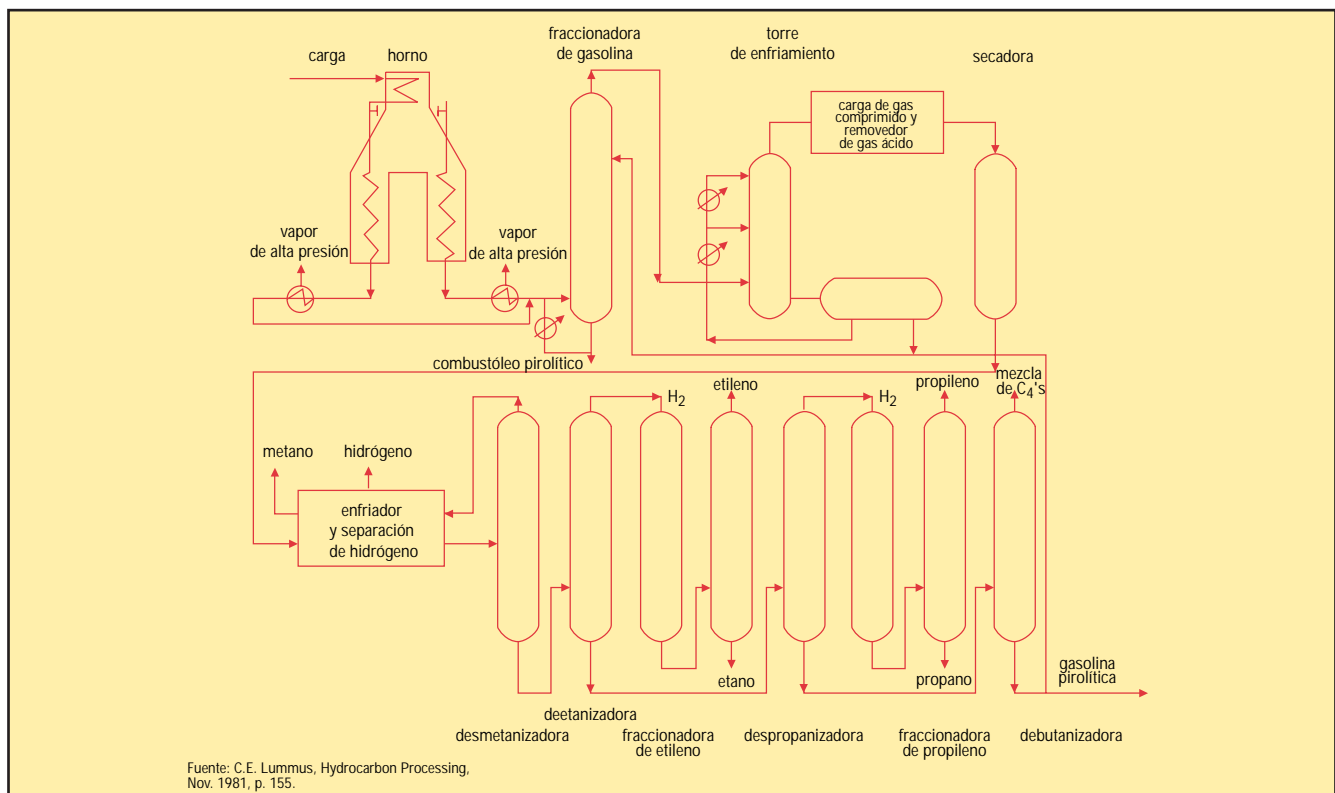 carga
horno
fraccionadora
de gasolina
torre
de enfriamiento
secadora
carga de gas
comprimido y
removedor
de gas ácido
vapor
de alta presión
vapor
de alta presión
combustóleo pirolítico
metano
hidrógeno
enfriador
y separación
de hidrógeno
H2
etileno
H2
propileno
mezcla
de C4's
etano
propano
gasolina
pirolítica
desmetanizadora
deetanizadora
fraccionadora
de etileno
despropanizadora
fraccionadora
de propileno
debutanizadora
Fuente: C.E. Lummus, Hydrocarbon Processing,
Nov. 1981, p. 155.